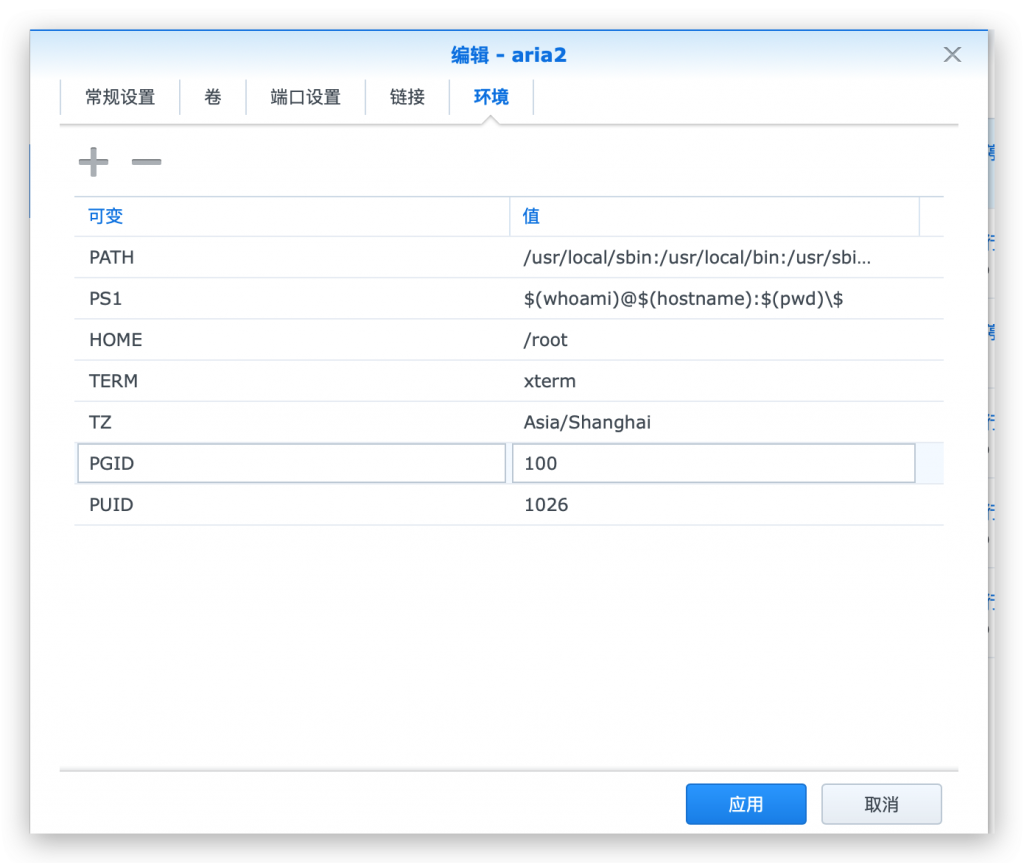 编辑 - aria2
常规设置 卷 端口设置 链接 环境
可变 值
PATH /usr/local/sbin:/usr/local/bin:/usr/sbi...
PS1 $(whoami)@$(hostname):$(pwd)\$
HOME /root
TERM xterm
TZ Asia/Shanghai
PGID 100
PUID 1026
应用 取消